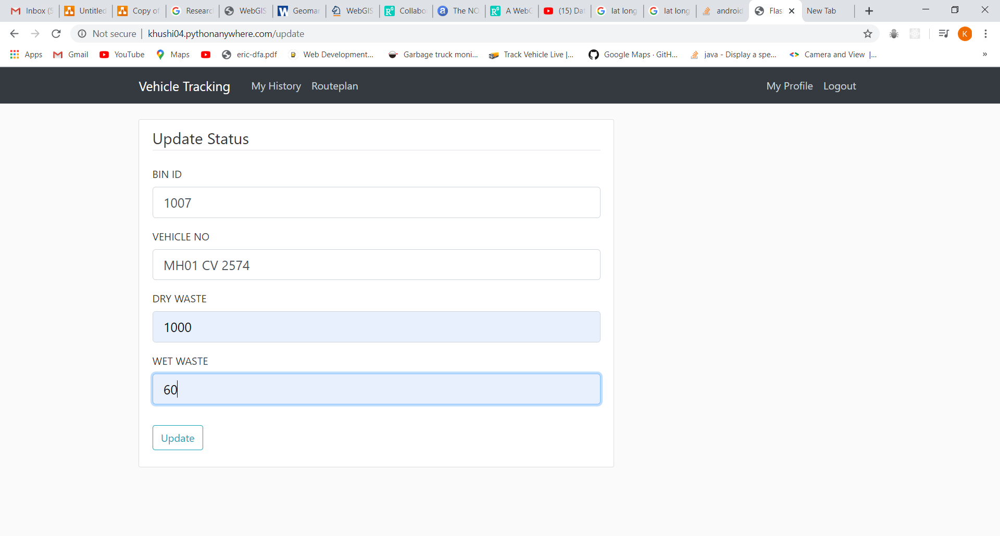 Inbox (5 Untitled Copy of Researc WebGIS Geomar WebGIS Collabo The NO A WebG (15) Dat lat long lat long android Flas New Tab
Not secure | khushi04.pythonanywhere.com/update K
Apps Gmail YouTube Maps eric-dfa.pdf Web Development... Garbage truck moni... Track Vehicle Live |... Google Maps · GitH... java - Display a spe... Camera and View |... »
Vehicle Tracking My History Routeplan My Profile Logout
Update Status
BIN ID
1007
VEHICLE NO
MH01 CV 2574
DRY WASTE
1000
WET WASTE
60
Update